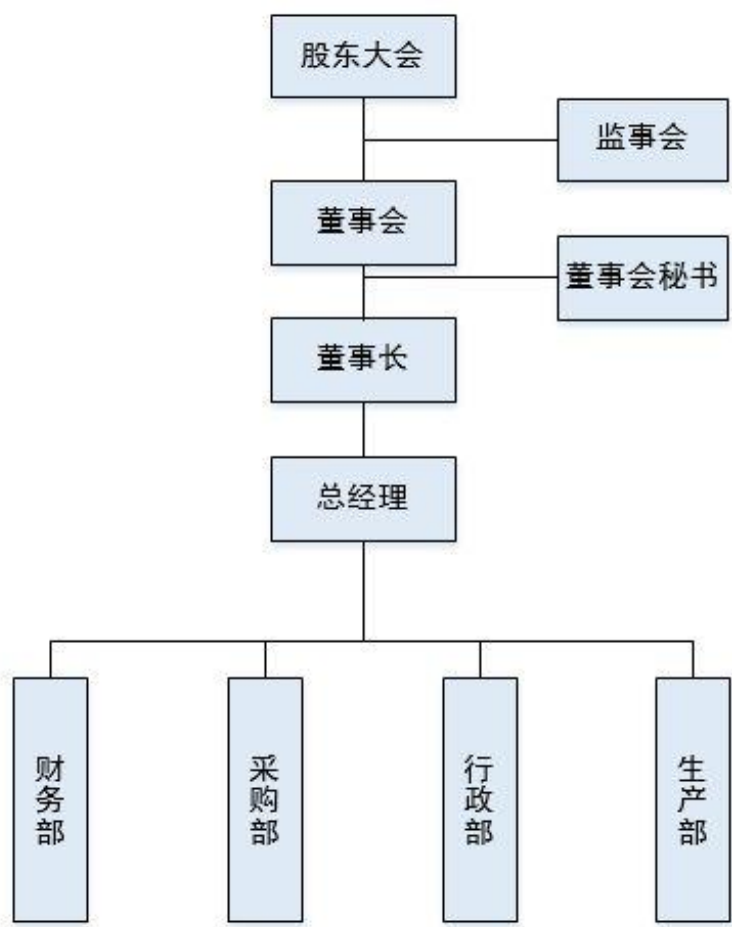 股东大会
监事会
董事会
董事会秘书
董事长
总经理
财务部
采购部
行政部
生产部